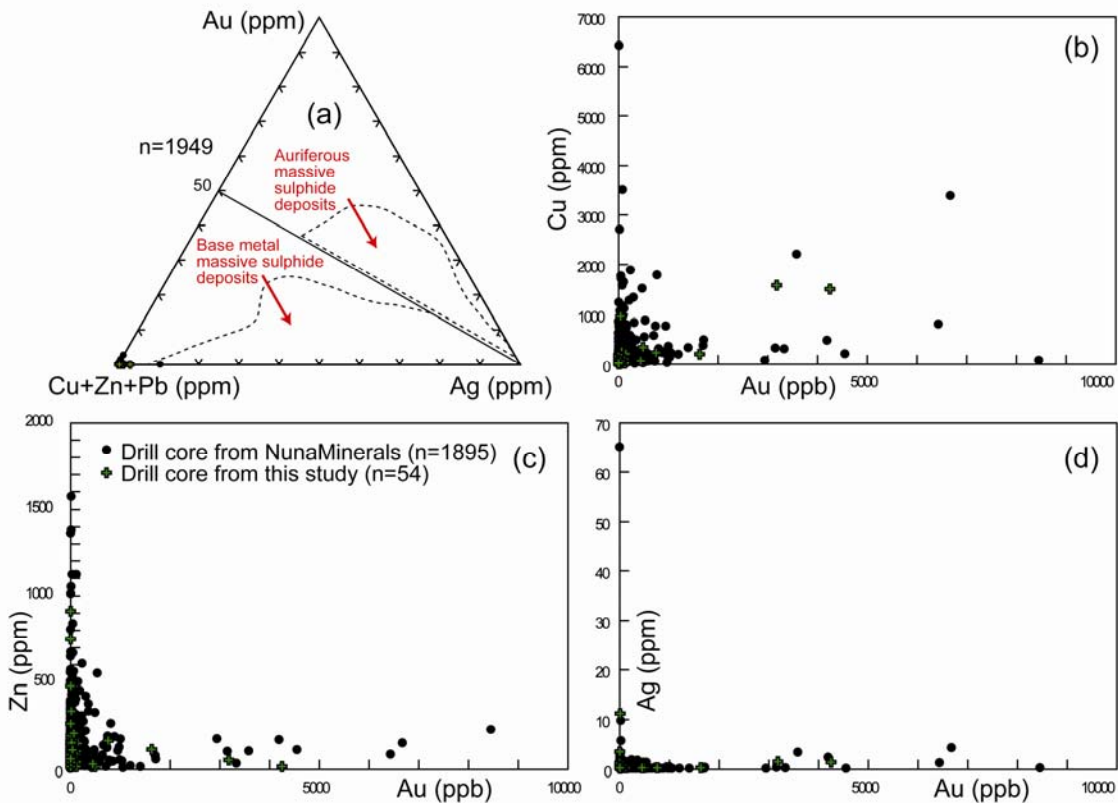 Au (ppm)
(a)
n=1949
50
Auriferous
massive
sulphide
deposits
Base metal
massive sulphide
deposits
Cu+Zn+Pb (ppm)
Ag (ppm)
7000
6000
5000
4000
3000
2000
1000
0
Cu (ppm)
(b)
0
Au (ppb)
5000
10000
2000
1500
1000
500
0
Zn (ppm)
Drill core from NunaMinerals (n=1895)
Drill core from this study (n=54)
(c)
0
5000
Au (ppb)
10000
70
60
50
40
30
20
10
0
Ag (ppm)
(d)
0
5000
Au (ppb)
10000